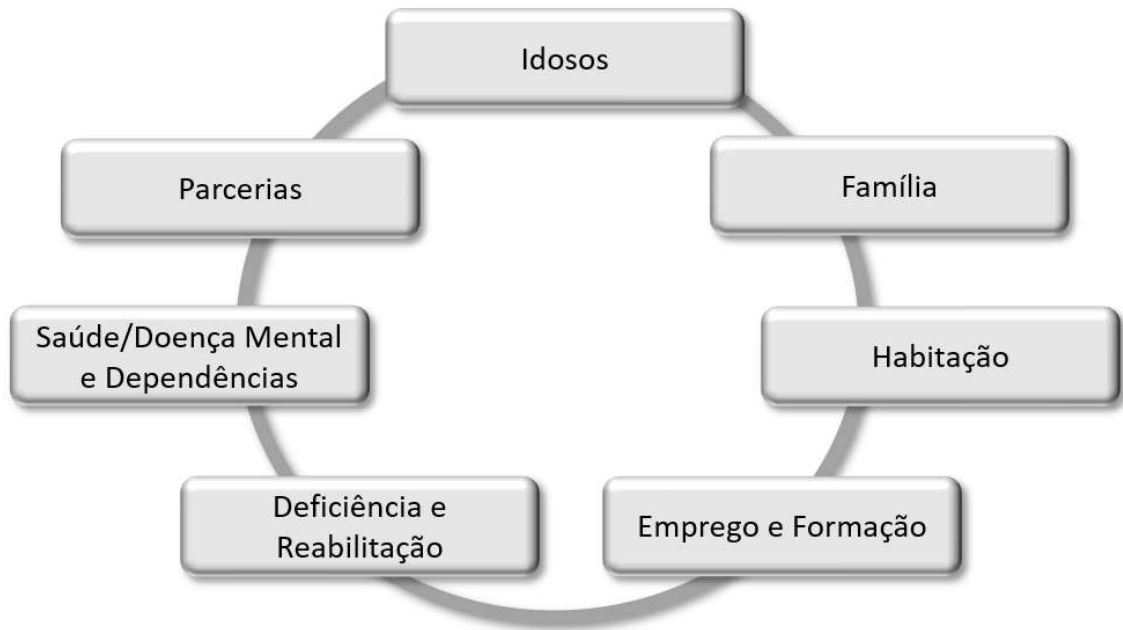 Idosos
Família
Habitação
Emprego e Formação
Deficiência e
Reabilitação
Saúde/Doença Mental
e Dependências
Parcerias